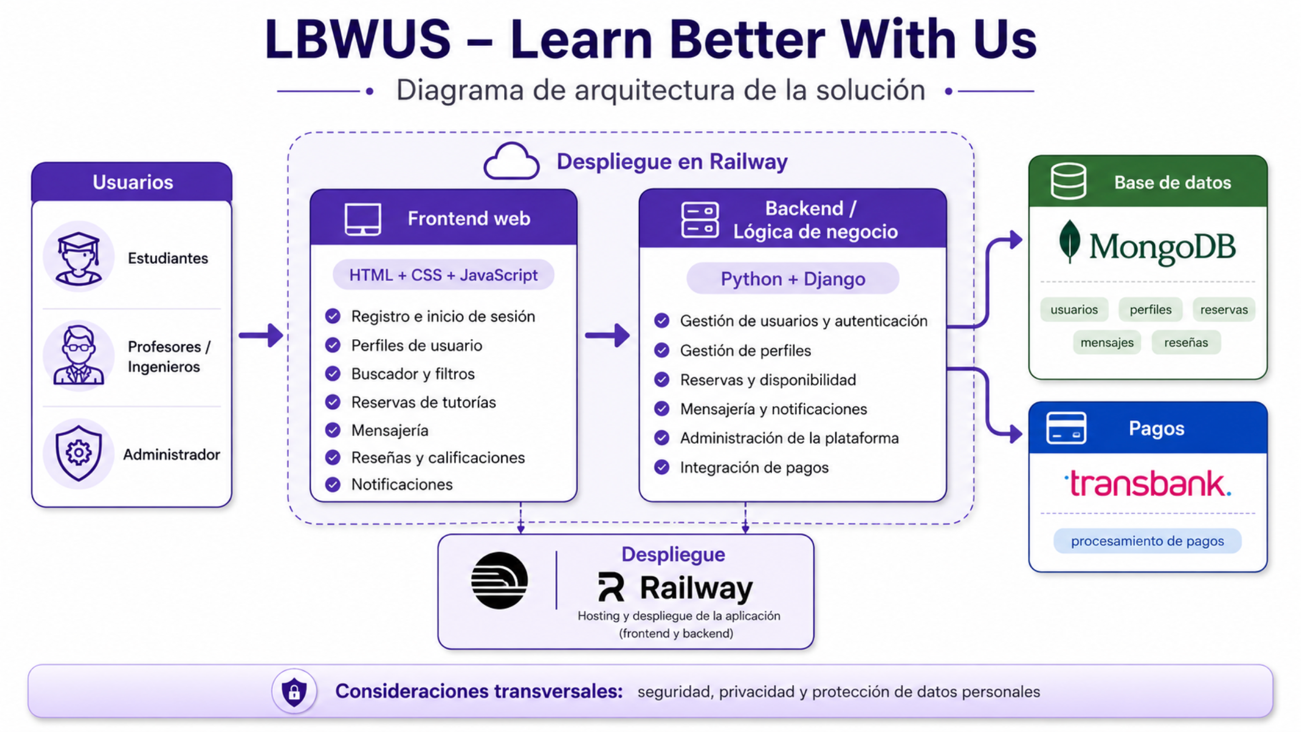 LBWUS – Learn Better With Us
Diagrama de arquitectura de la solución
Usuarios
Estudiantes
Profesores /
Ingenieros
Administrador
Despliegue en Railway
Frontend web
HTML + CSS + JavaScript
Registro e inicio de sesión
Perfiles de usuario
Buscador y filtros
Reservas de tutorías
Mensajería
Reseñas y calificaciones
Notificaciones
Backend /
Lógica de negocio
Python + Django
Gestión de usuarios y autenticación
Gestión de perfiles
Reservas y disponibilidad
Mensajería y notificaciones
Administración de la plataforma
Integración de pagos
Base de datos
MongoDB
usuarios perfiles reservas
mensajes reseñas
Pagos
transbank.
procesamiento de pagos
Despliegue
Railway
Hosting y despliegue de la aplicación
(frontend y backend)
Consideraciones transversales: seguridad, privacidad y protección de datos personales